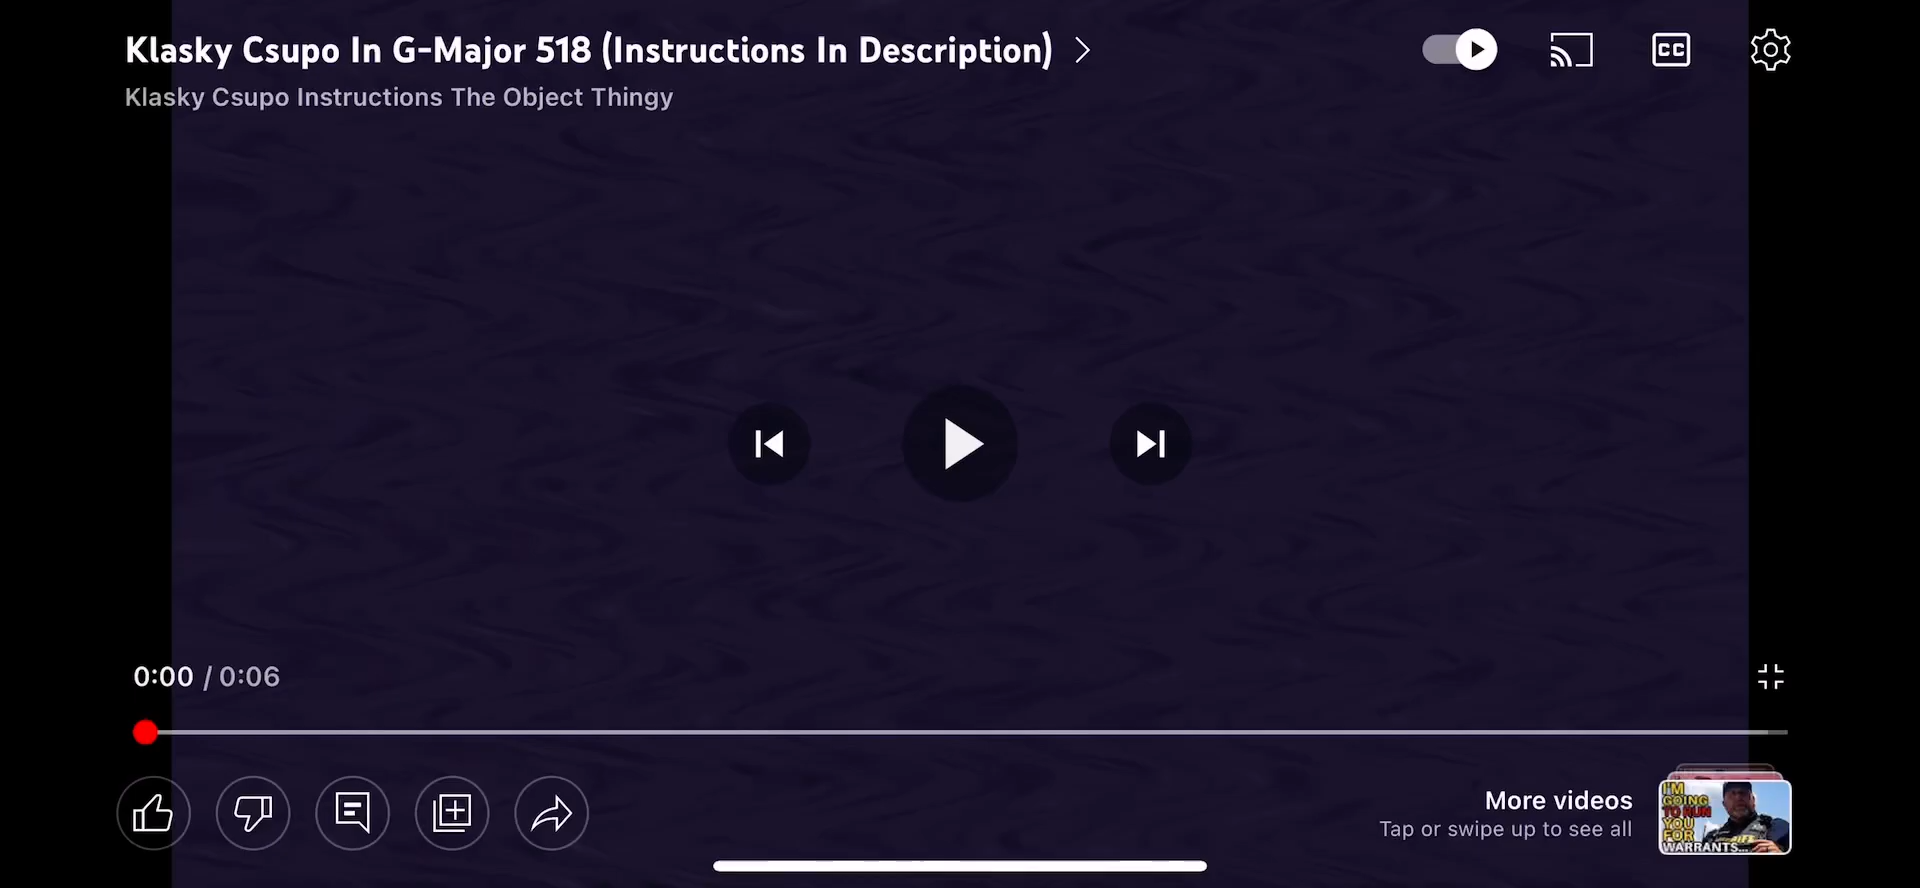 Klasky Csupo In G-Major 518 (Instructions In Description)
Klasky Csupo Instructions The Object Thingy
CC
0:00 / 0:06
More videos
Tap or swipe up to see all
I'M
GOING
TO RUN
YOU
FOR
WARRANTS...